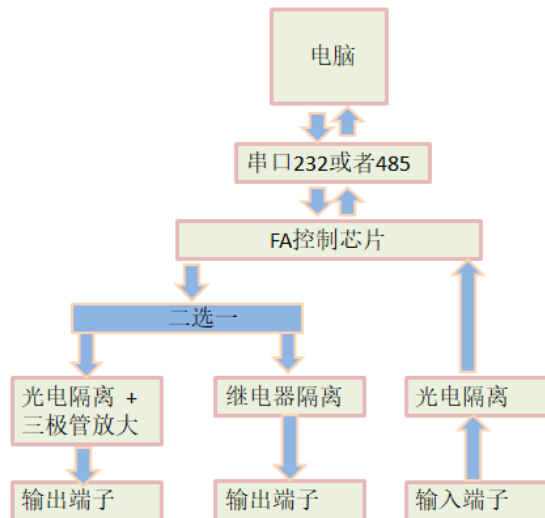 电脑
串口232或者485
FA控制芯片
二选一
光电隔离 +
三极管放大
继电器隔离
光电隔离
输出端子
输出端子
输入端子